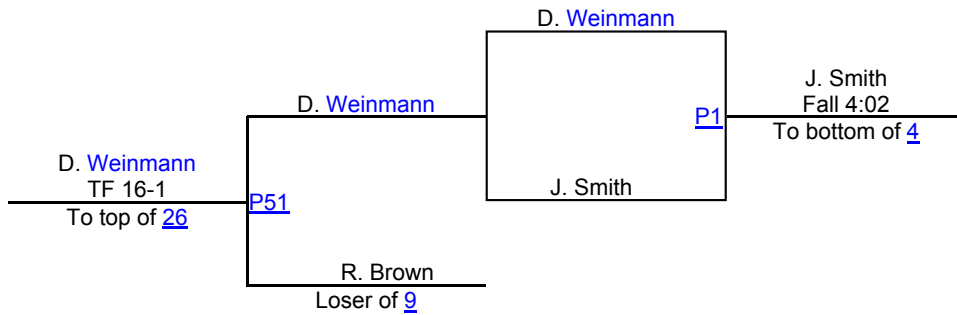 D. Weinmann
J. Smith
Fall 4:02
P1
To bottom of 4
D. Weinmann
D. Weinmann
TF 16-1
J. Smith
P51
To top of 26
R. Brown
Loser of 9